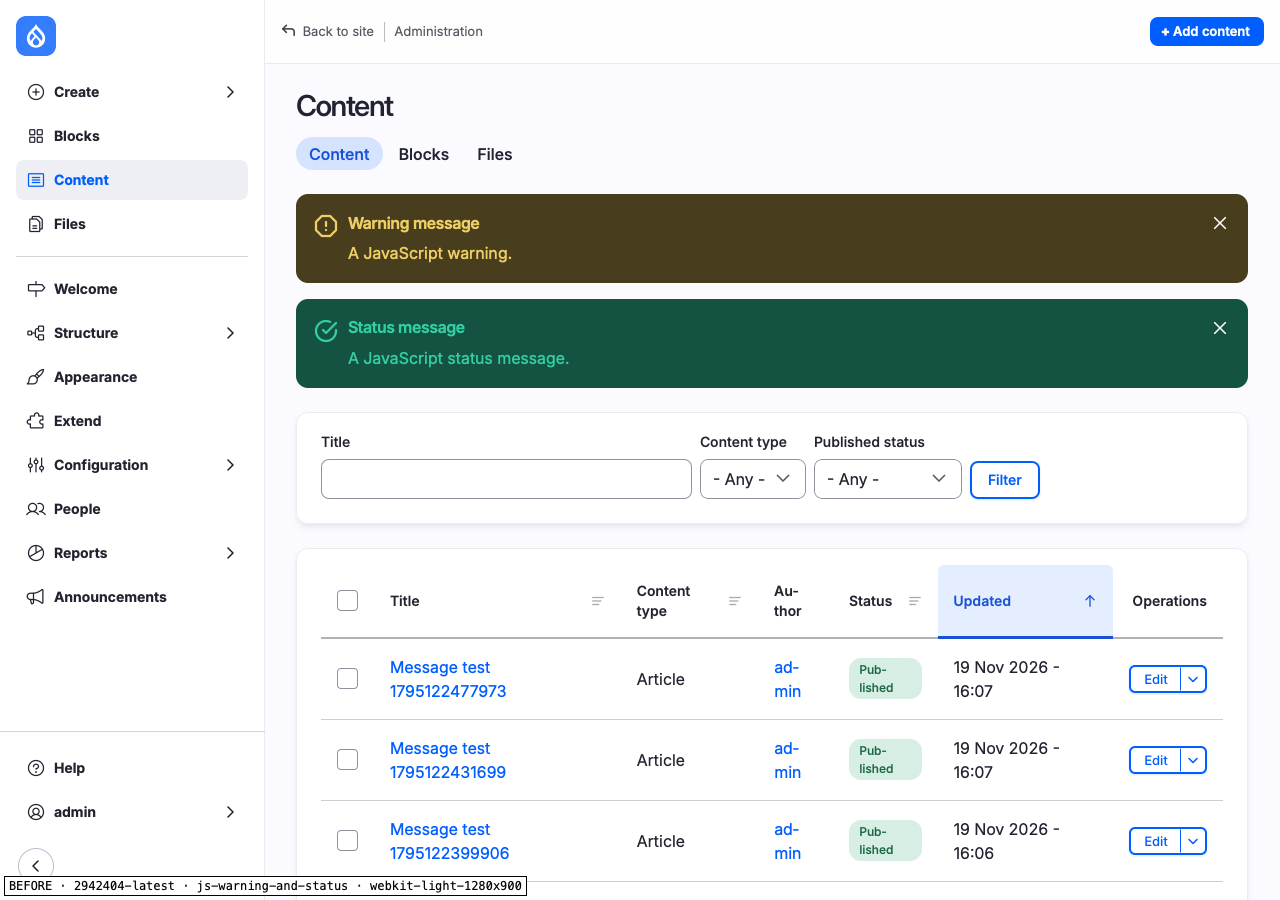 Back to site
Administration
+ Add content
Create
Blocks
Content
Files
Welcome
Structure
Appearance
Extend
Configuration
People
Reports
Announcements
Help
admin
Content
Content
Blocks
Files
Warning message
A JavaScript warning.
Status message
A JavaScript status message.
Title
Content type
Published status
- Any -
- Any -
Filter
Title
Content
type
Au-
thor
Status
Updated
Operations
Message test
1795122477973
Article
ad-
min
Pub-
lished
19 Nov 2026 -
16:07
Edit
Message test
1795122431699
Article
ad-
min
Pub-
lished
19 Nov 2026 -
16:07
Edit
Message test
1795122399906
Article
ad-
min
Pub-
lished
19 Nov 2026 -
16:06
Edit
BEFORE · 2942404-latest · js-warning-and-status · webkit-light-1280x900